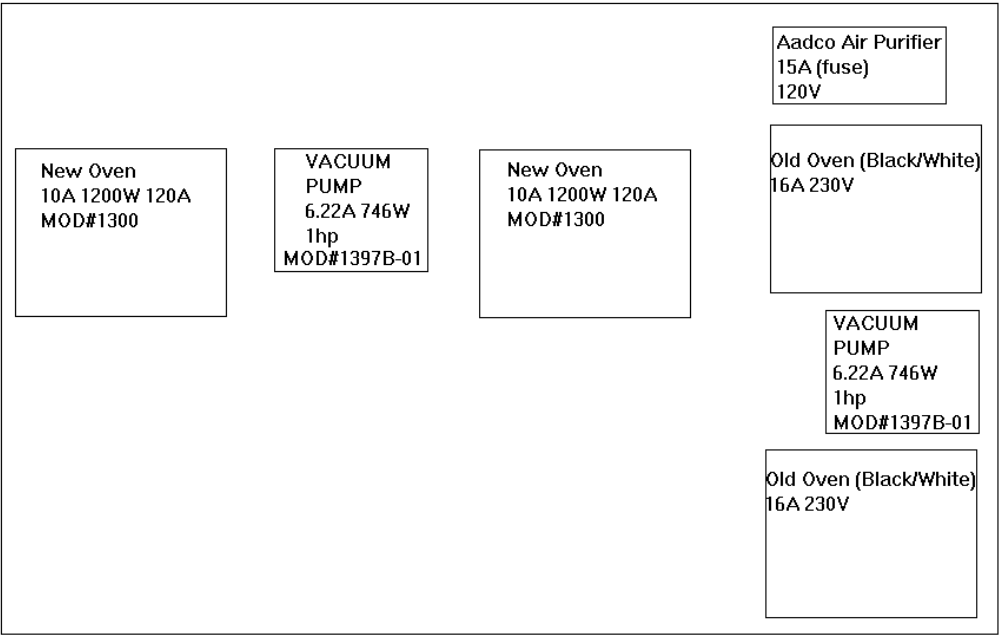 Aadco Air Purifier
15A (fuse)
120V
New Oven
10A 1200W 120A
MOD#1300
VACUUM
PUMP
6.22A 746W
1hp
MOD#1397B-01
New Oven
10A 1200W 120A
MOD#1300
Old Oven (Black/White)
16A 230V
VACUUM
PUMP
6.22A 746W
1hp
MOD#1397B-01
Old Oven (Black/White)
16A 230V